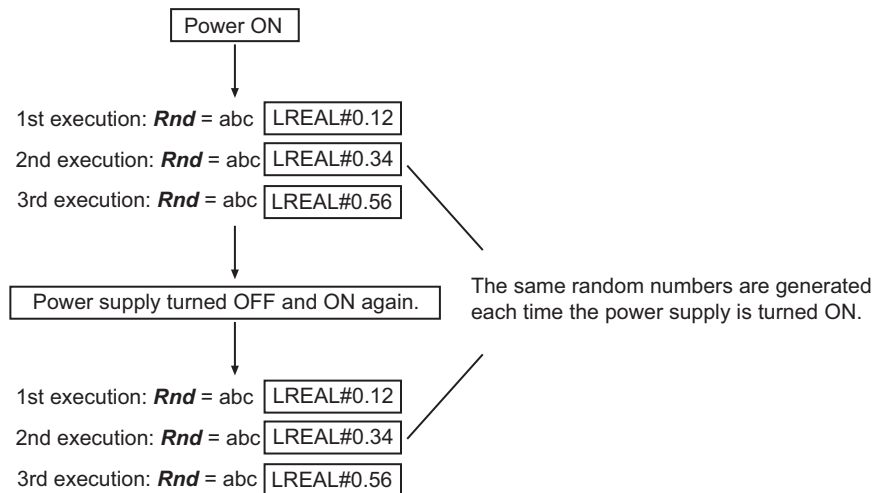 Power ON
1st execution: Rnd = abc LREAL#0.12
2nd execution: Rnd = abc LREAL#0.34
3rd execution: Rnd = abc LREAL#0.56
Power supply turned OFF and ON again.
The same random numbers are generated
each time the power supply is turned ON.
1st execution: Rnd = abc LREAL#0.12
2nd execution: Rnd = abc LREAL#0.34
3rd execution: Rnd = abc LREAL#0.56